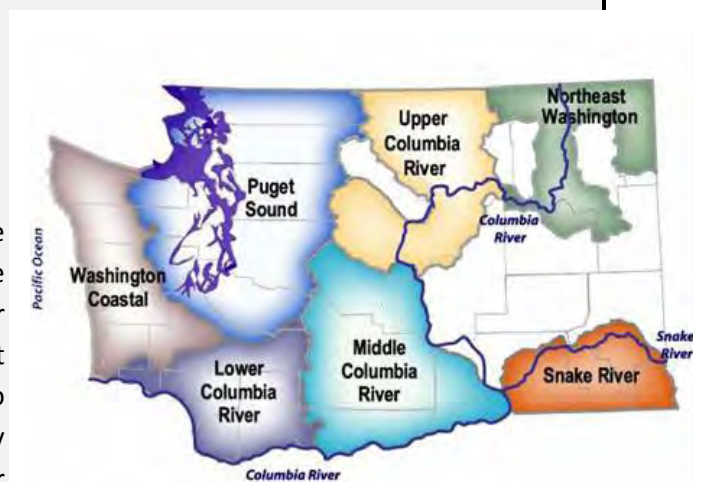 Northeast
Washington
Upper
Columbia
River
Puget
Sound
Columbia
River
Pacific Ocean
Washington
Coastal
Lower
Columbia
River
Middle
Columbia
River
Snake
River
Snake River
Columbia River